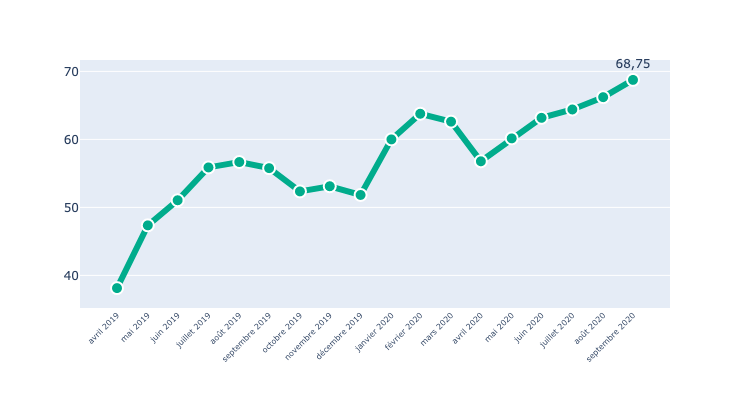 68,75
70
60
50
40
avril 2019
mai 2019
juin 2019
juillet 2019
août 2019
septembre 2019
octobre 2019
novembre 2019
décembre 2019
janvier 2020
février 2020
mars 2020
avril 2020
mai 2020
juin 2020
juillet 2020
août 2020
septembre 2020